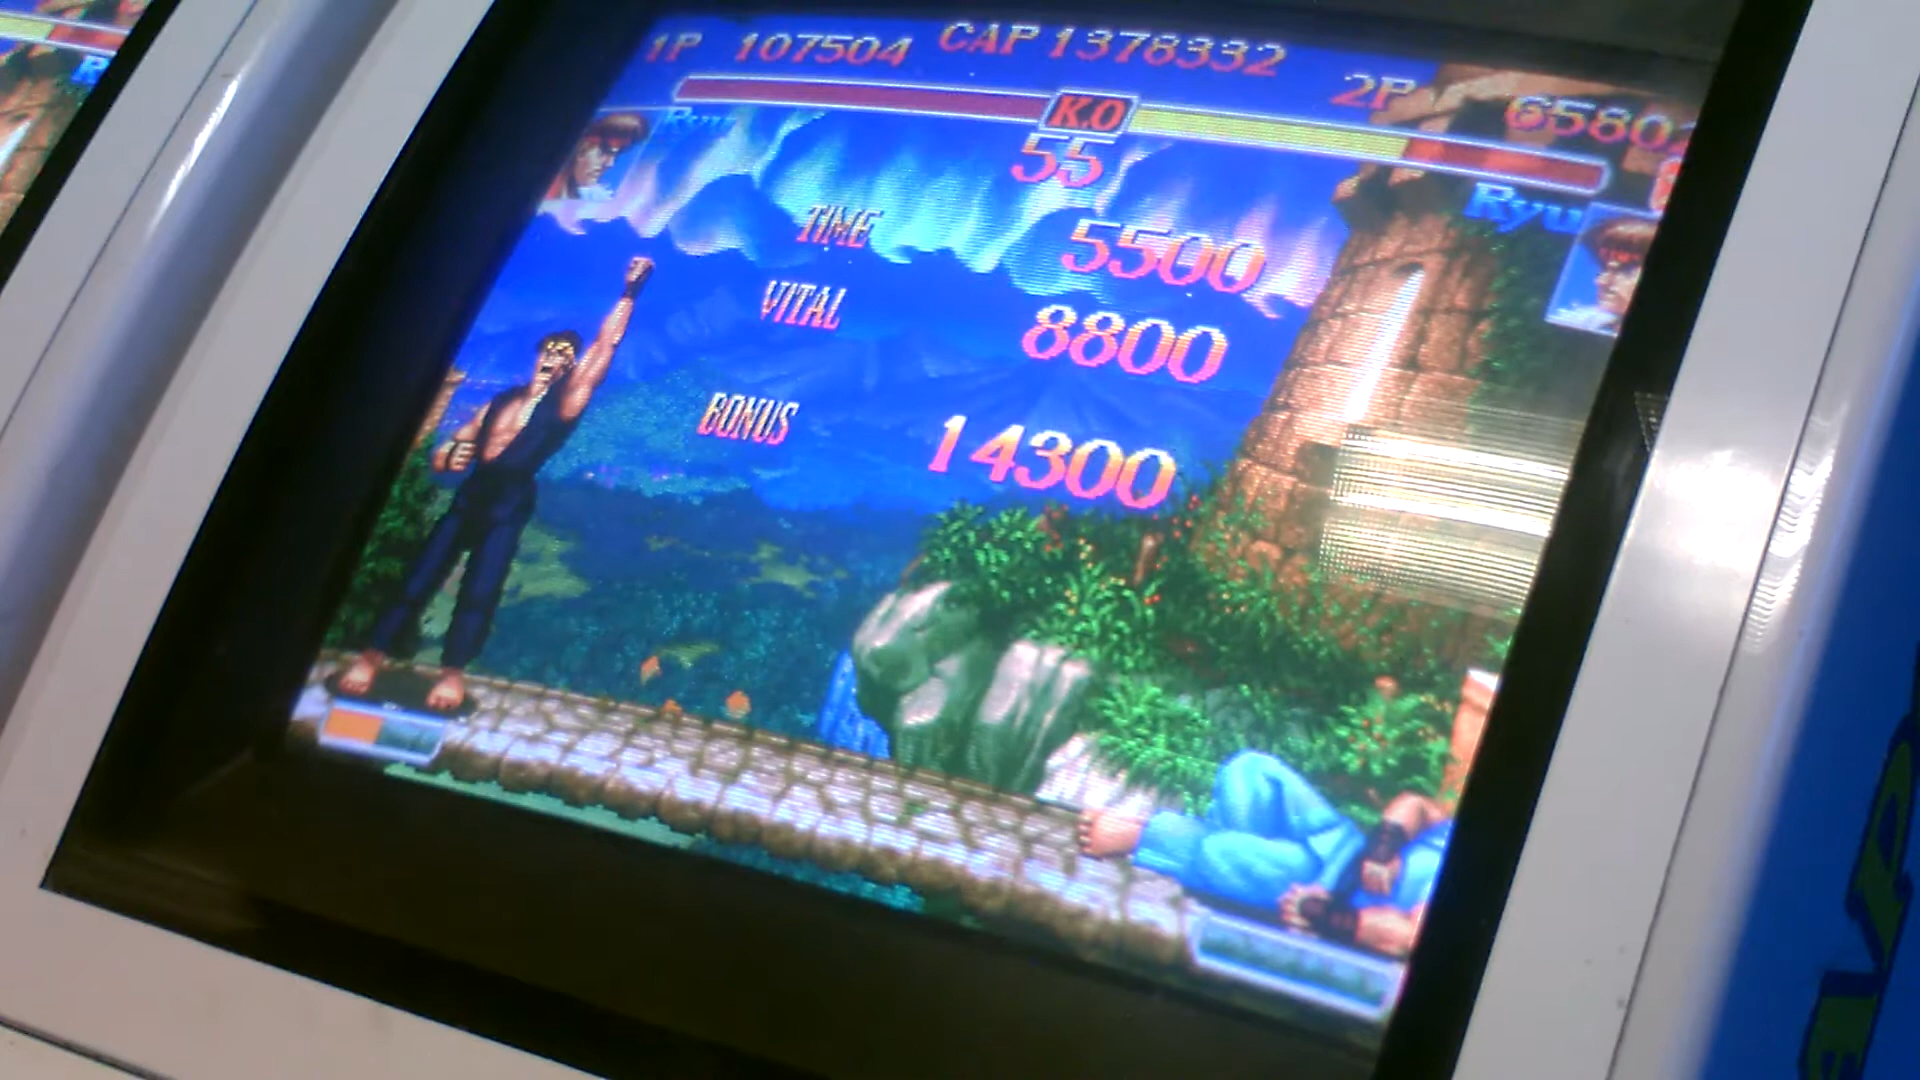 1P 107504 CAP 1378332 2P
K.O
Ryu
55
Ryu
TIME 5500
VITAL 8800
BONUS 14300